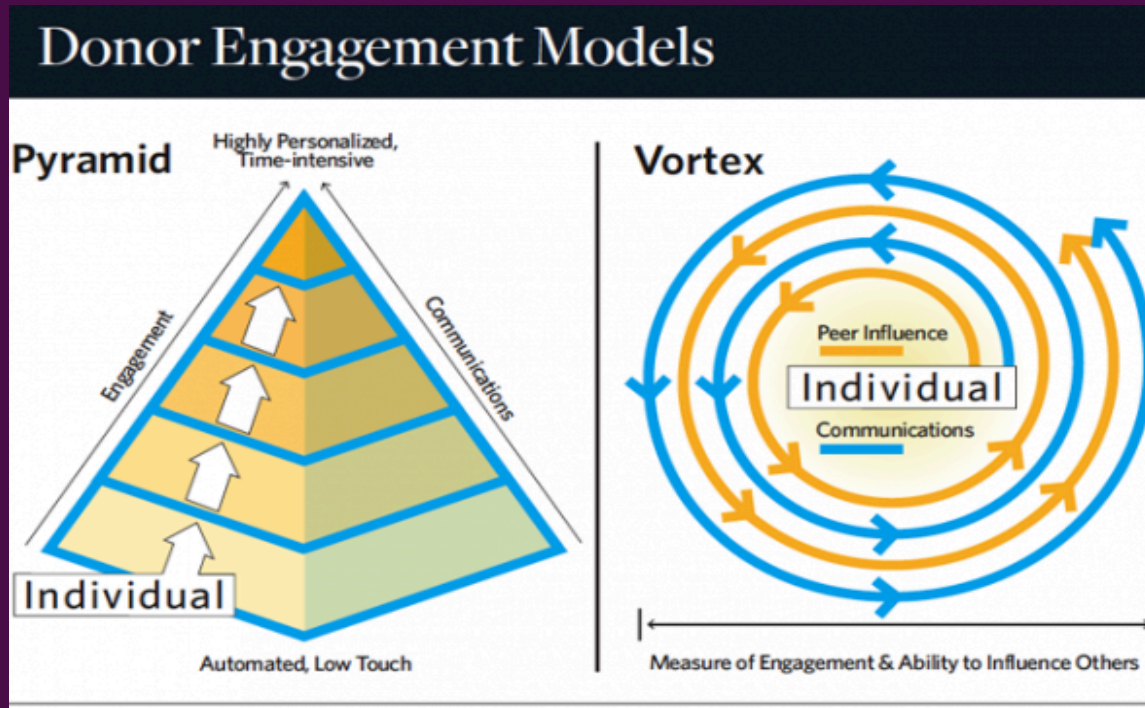 Donor Engagement Models
Pyramid
Highly Personalized,
Time-intensive
Engagement
Communications
Individual
Automated, Low Touch
Vortex
Peer Influence
Individual
Communications
Measure of Engagement & Ability to Influence Others